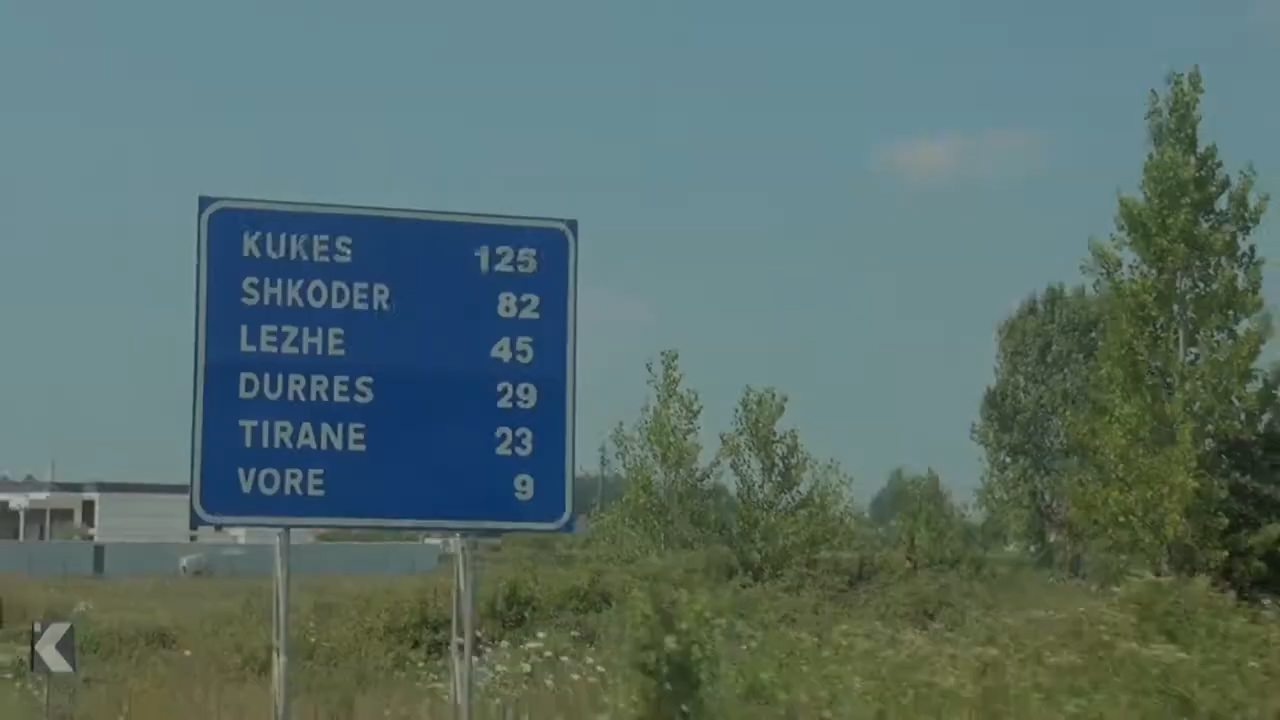 KUKES 125
SHKODER 82
LEZHE 45
DURRES 29
TIRANE 23
VORE 9